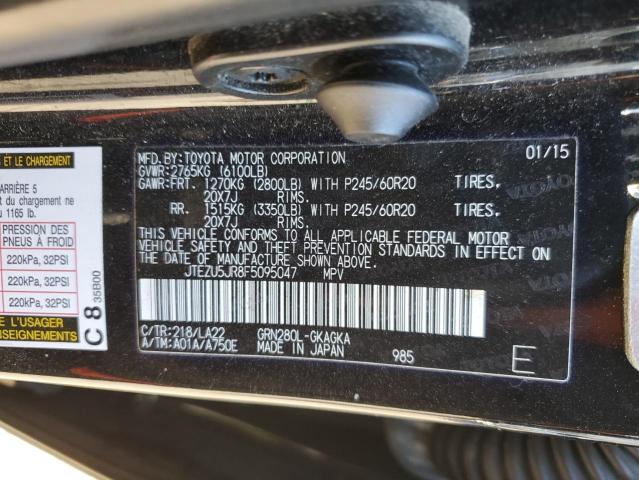 MFD.BY:TOYOTA MOTOR CORPORATION 01/15
GVWR:2765KG (6100LB)
GAWR:FRT. 1270KG (2800LB) WITH P245/60R20 TIRES.
20X7J RIMS.
RR. 1515KG (3350LB) WITH P245/60R20 TIRES.
20X7J RIMS.
THIS VEHICLE CONFORMS TO ALL APPLICABLE FEDERAL MOTOR
VEHICLE SAFETY AND THEFT PREVENTION STANDARDS IN EFFECT ON
THE DATE OF MANUFACTURE SHOWN ABOVE.
JTEZU5JR8F5095047 MPV
C/TR:218/LA22 GRN280L-GKAGKA
A/TM:A01A/A750E MADE IN JAPAN 985 E
ET LE CHARGEMENT
ARRIÈRE 5
du chargement ne
1165 lb.
PRESSION DES
PNEUS À FROID
220kPa, 32PSI
220kPa, 32PSI
220kPa, 32PSI
L'USAGER
C 8 35B00